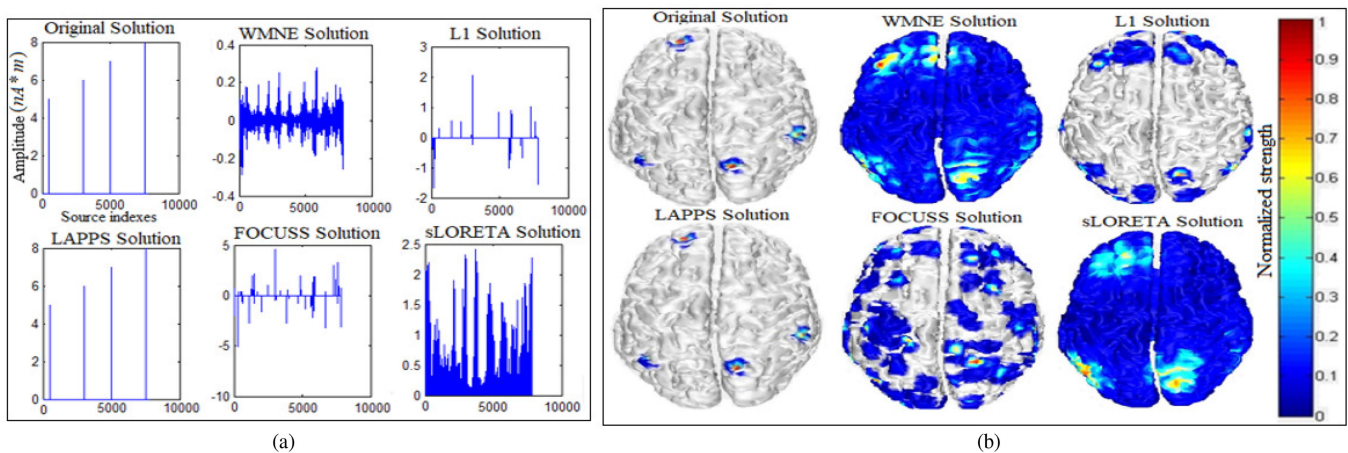 Original Solution
WMNE Solution
L1 Solution
Amplitude (nA * m)
8
6
4
2
0
0 5000 10000
Source indexes
0.4
0.2
0
-0.2
-0.4
0 5000 10000
3
2
1
0
-1
-2
0 5000 10000
LAPPS Solution
FOCUSS Solution
sLORETA Solution
8
6
4
2
0
0 5000 10000
5
0
-5
-10
0 5000 10000
2.5
2
1.5
1
0.5
0
0 5000 10000
(a)
Original Solution
WMNE Solution
L1 Solution
LAPPS Solution
FOCUSS Solution
sLORETA Solution
Normalized strength
1
0.9
0.8
0.7
0.6
0.5
0.4
0.3
0.2
0.1
0
(b)